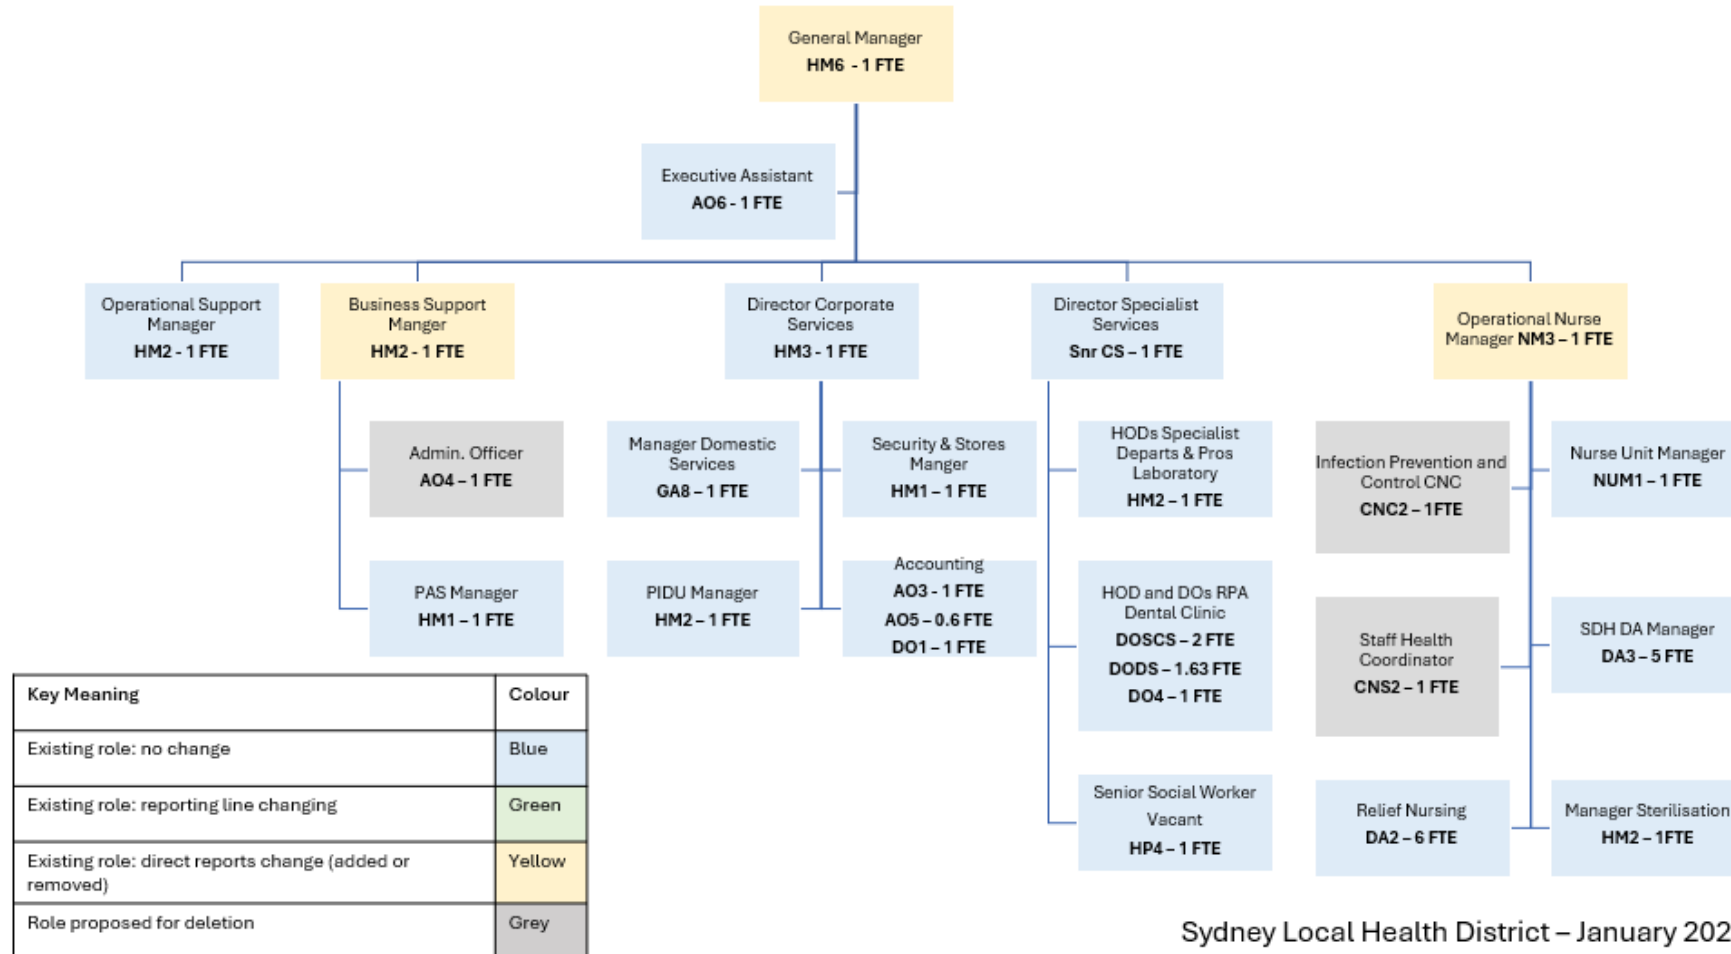 General Manager
HM6 - 1 FTE
Executive Assistant
AO6 - 1 FTE
Operational Support
Manager
HM2 - 1 FTE
Business Support
Manger
HM2 - 1 FTE
Director Corporate
Services
HM3 - 1 FTE
Director Specialist
Services
Snr CS – 1 FTE
Operational Nurse
Manager NM3 – 1 FTE
Admin. Officer
AO4 – 1 FTE
Manager Domestic
Services
GA8 – 1 FTE
Security & Stores
Manger
HM1 – 1 FTE
HODs Specialist
Departs & Pros
Laboratory
HM2 – 1 FTE
Infection Prevention and
Control CNC
CNC2 – 1FTE
Nurse Unit Manager
NUM1 – 1 FTE
PAS Manager
HM1 – 1 FTE
PIDU Manager
HM2 – 1 FTE
Accounting
AO3 - 1 FTE
AO5 – 0.6 FTE
DO1 – 1 FTE
HOD and DOs RPA
Dental Clinic
DOSCS – 2 FTE
DODS – 1.63 FTE
DO4 – 1 FTE
Staff Health
Coordinator
CNS2 – 1 FTE
SDH DA Manager
DA3 – 5 FTE
Senior Social Worker
Vacant
HP4 – 1 FTE
Relief Nursing
DA2 – 6 FTE
Manager Sterilisation
HM2 – 1FTE
Key Meaning
Colour
Existing role: no change
Blue
Existing role: reporting line changing
Green
Existing role: direct reports change (added or
removed)
Yellow
Role proposed for deletion
Grey
Sydney Local Health District – January 202